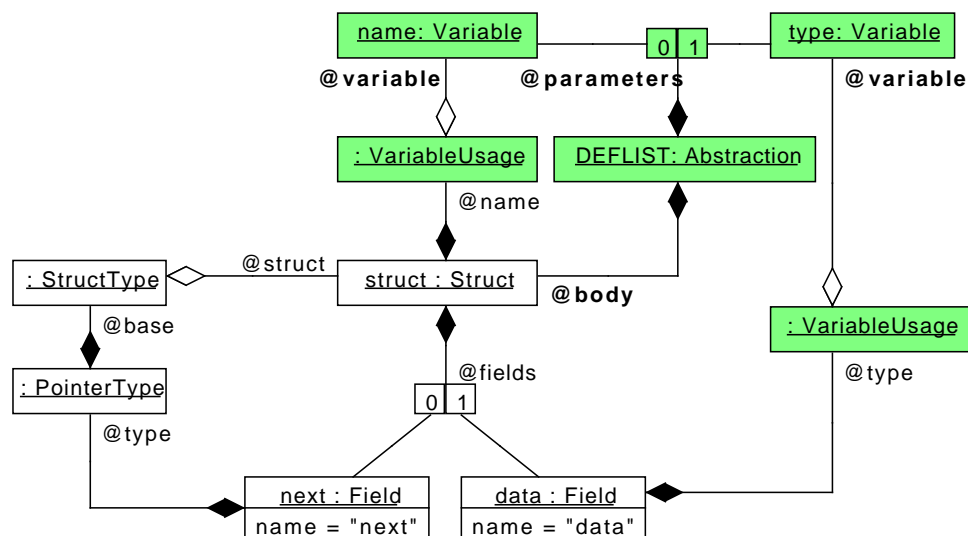 name: Variable
0 1
type: Variable
@variable
@parameters
@variable
: VariableUsage
DEFLIST: Abstraction
@name
@struct
: StructType
struct : Struct
@body
@base
: VariableUsage
: PointerType
@fields
@type
0 1
@type
next : Field
name = "next"
data : Field
name = "data"